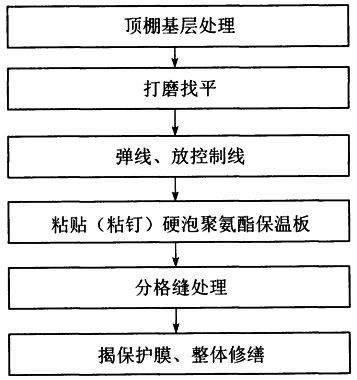 顶棚基层处理
打磨找平
弹线、放控制线
粘贴（粘钉）硬泡聚氨酯保温板
分格缝处理
揭保护膜、整体修缮